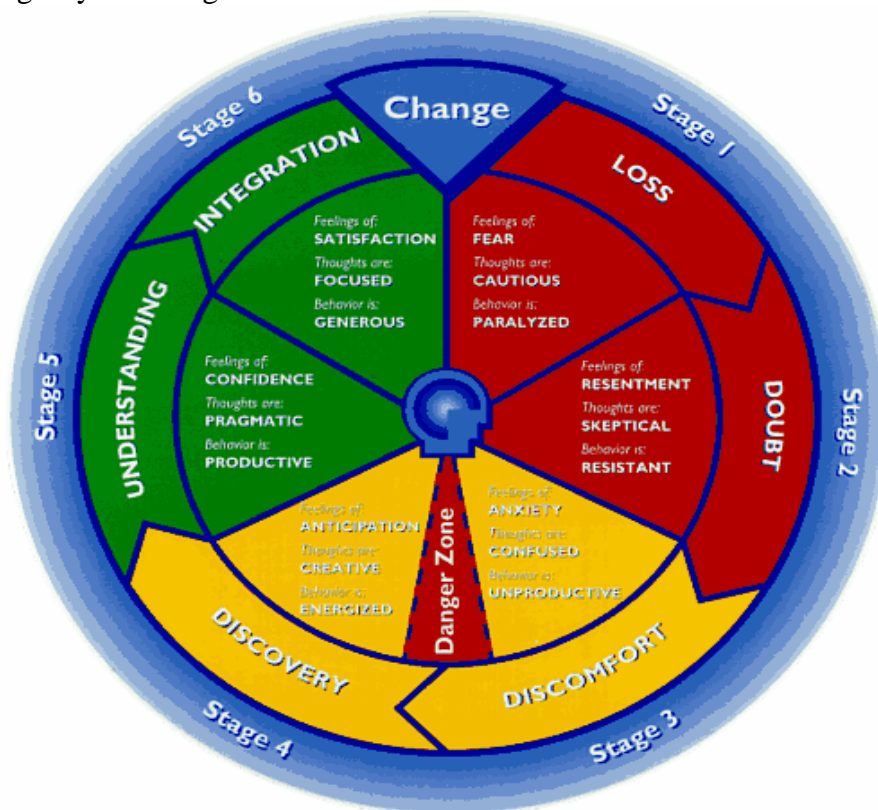 Change
Stage 1
LOSS
Feelings of:
FEAR
Thoughts are:
CAUTIOUS
Behavior is:
PARALYZED
Stage 2
DOUBT
Feelings of:
RESENTMENT
Thoughts are:
SKEPTICAL
Behavior is:
RESISTANT
Stage 3
DISCOMFORT
Feelings of:
ANXIETY
Thoughts are:
CONFUSED
Behavior is:
UNPRODUCTIVE
Danger Zone
Stage 4
DISCOVERY
Feelings of:
ANTICIPATION
Thoughts are:
CREATIVE
Behavior is:
ENERGIZED
Stage 5
UNDERSTANDING
Feelings of:
CONFIDENCE
Thoughts are:
PRAGMATIC
Behavior is:
PRODUCTIVE
Stage 6
INTEGRATION
Feelings of:
SATISFACTION
Thoughts are:
FOCUSED
Behavior is:
GENEROUS